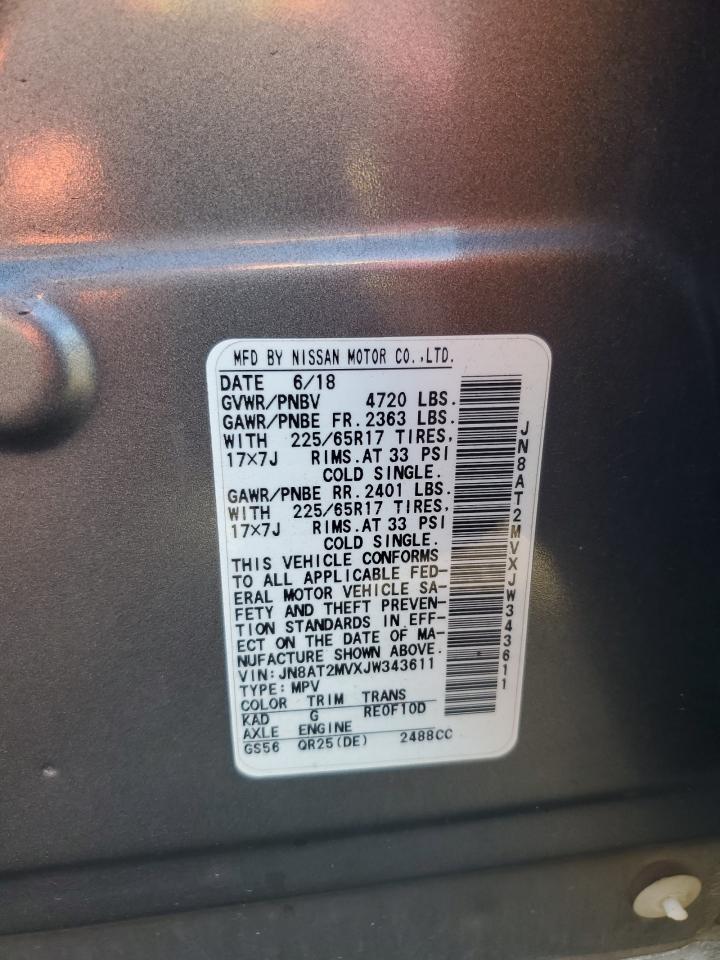 MFD BY NISSAN MOTOR CO.,LTD.
DATE 6/18
GVWR/PNBV 4720 LBS.
GAWR/PNBE FR. 2363 LBS.
WITH 225/65R17 TIRES,
17×7J RIMS.AT 33 PSI
COLD SINGLE.
GAWR/PNBE RR. 2401 LBS.
WITH 225/65R17 TIRES,
17×7J RIMS.AT 33 PSI
COLD SINGLE.
THIS VEHICLE CONFORMS
TO ALL APPLICABLE FED-
ERAL MOTOR VEHICLE SA-
FETY AND THEFT PREVEN-
TION STANDARDS IN EFF-
ECT ON THE DATE OF MA-
NUFACTURE SHOWN ABOVE.
VIN: JN8AT2MVXJW343611
TYPE: MPV
COLOR TRIM TRANS
KAD G RE0F10D
AXLE ENGINE
GS56 QR25(DE) 2488CC
JN8AT2MVXJW343611